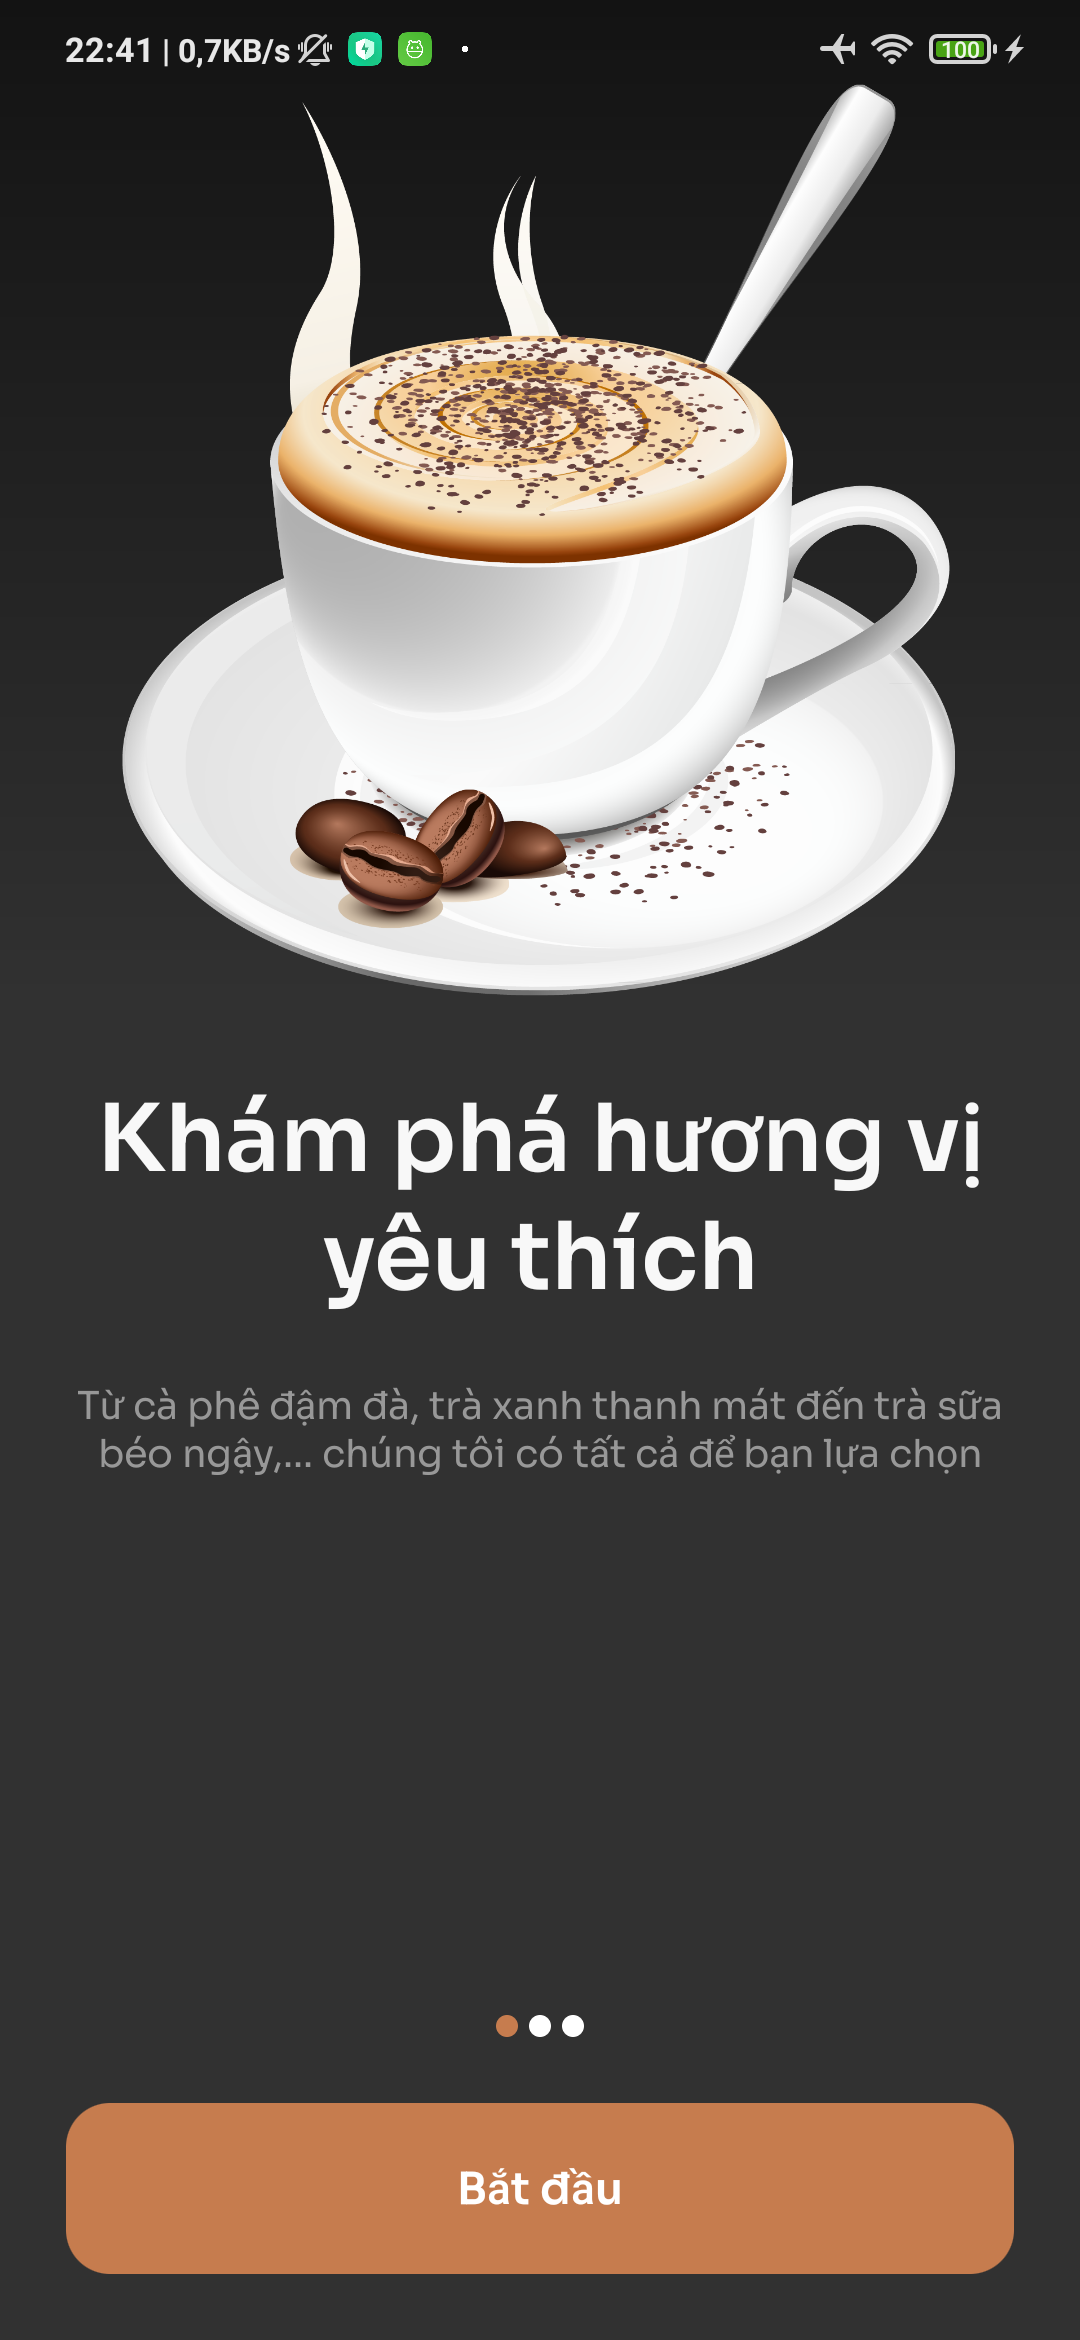 22:41 | 0,7KB/s
100
Khám phá hương vị
yêu thích
Từ cà phê đậm đà, trà xanh thanh mát đến trà sữa
béo ngậy,... chúng tôi có tất cả để bạn lựa chọn
Bắt đầu